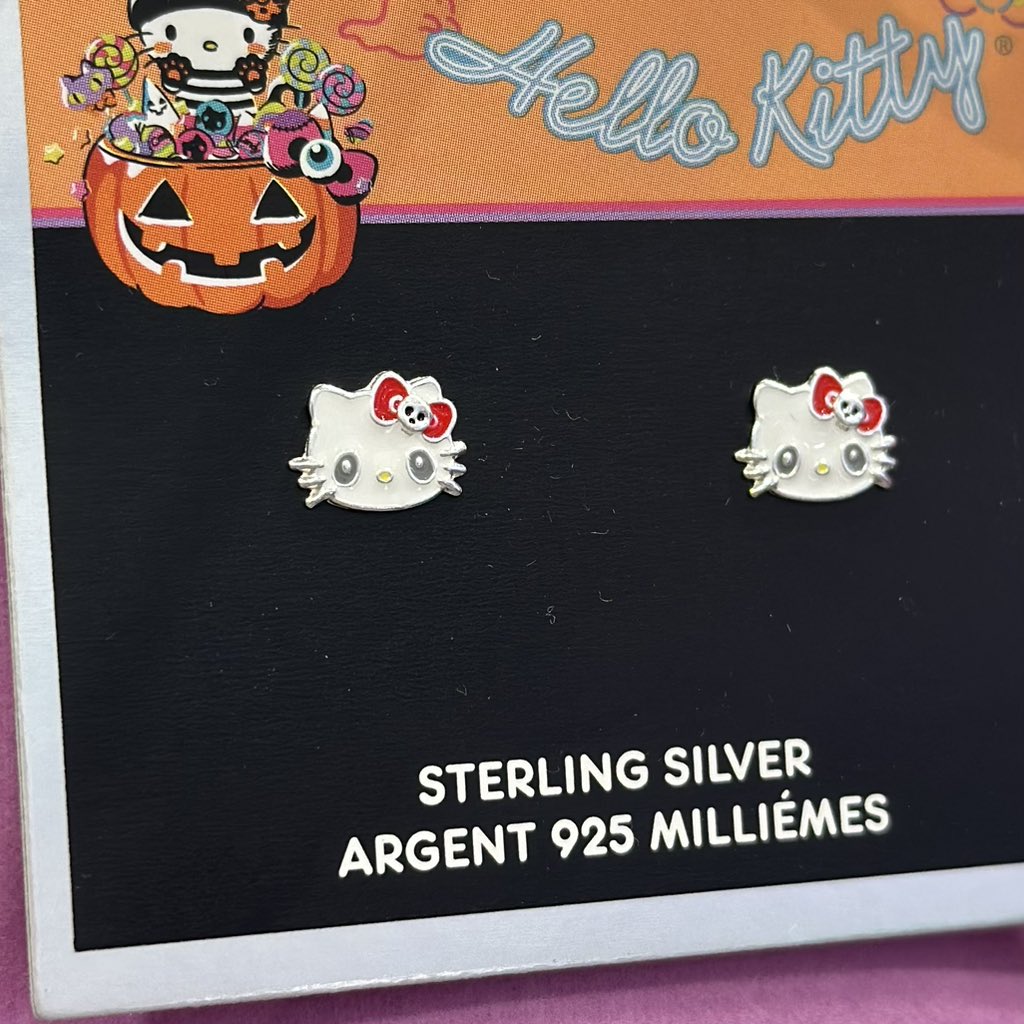 Hello Kitty®
STERLING SILVER
ARGENT 925 MILLIÉMES